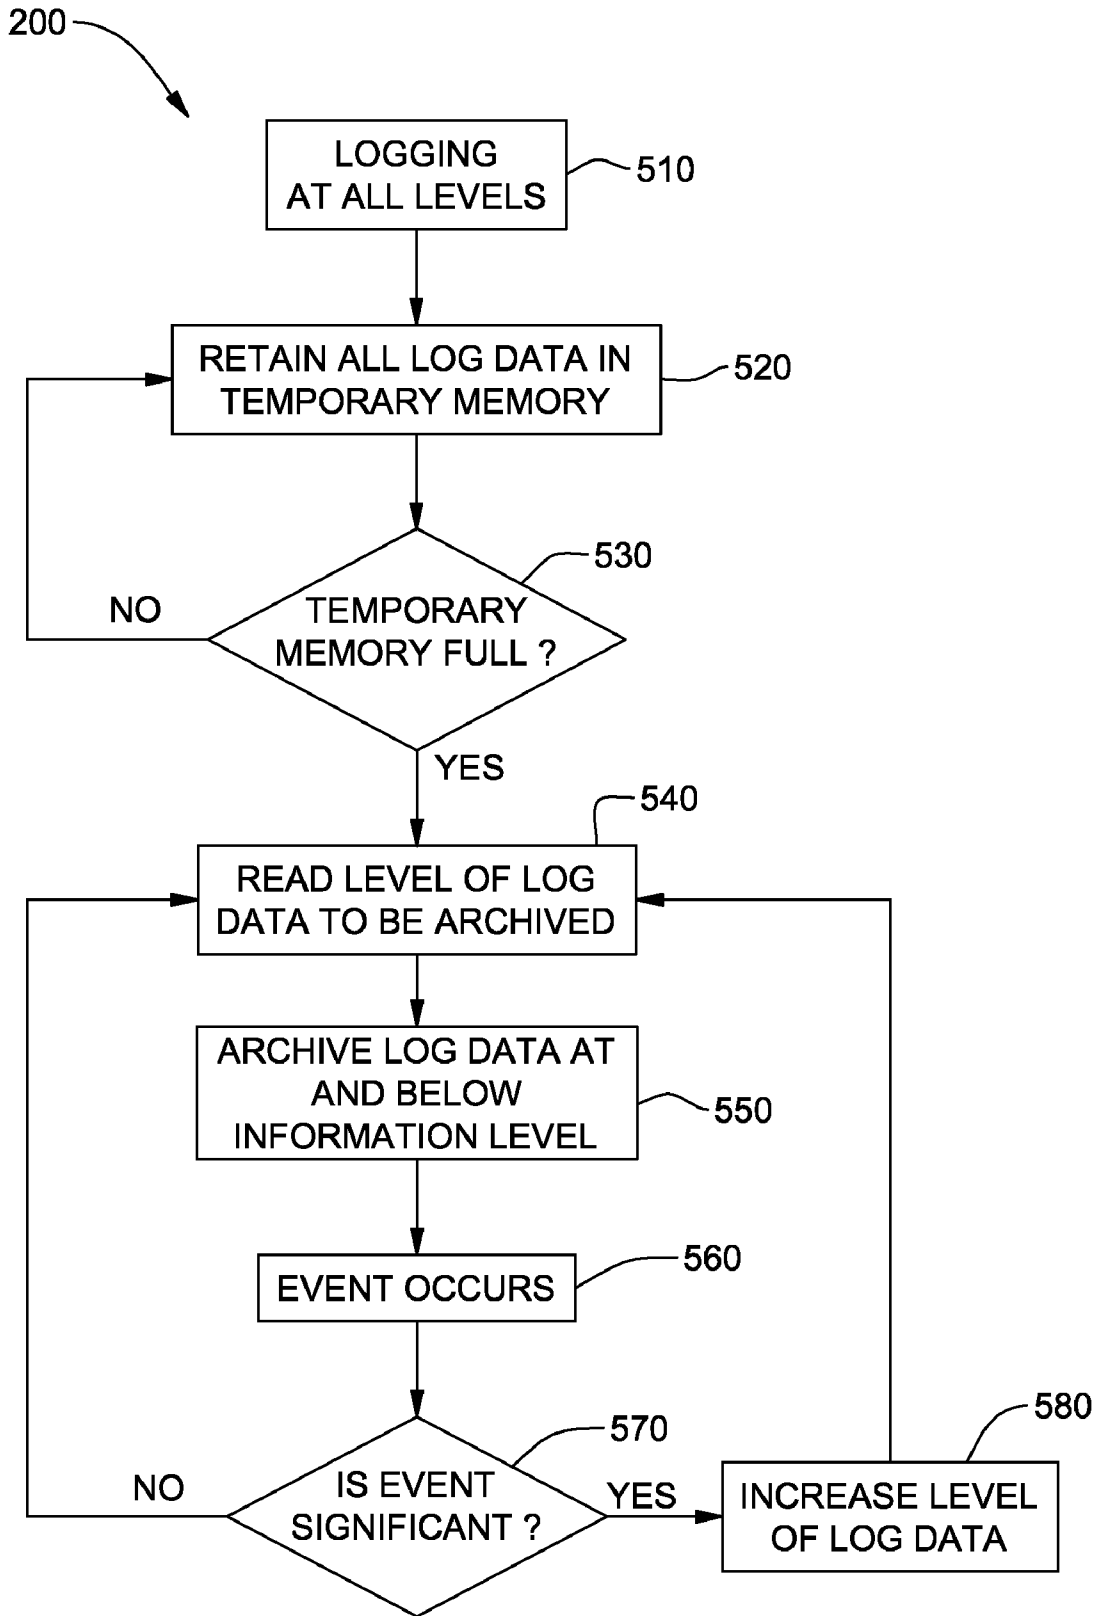 200
LOGGING
AT ALL LEVELS
510
RETAIN ALL LOG DATA IN
TEMPORARY MEMORY
520
530
TEMPORARY
MEMORY FULL ?
NO
YES
540
READ LEVEL OF LOG
DATA TO BE ARCHIVED
ARCHIVE LOG DATA AT
AND BELOW
INFORMATION LEVEL
550
560
EVENT OCCURS
570
IS EVENT
SIGNIFICANT ?
NO
YES
580
INCREASE LEVEL
OF LOG DATA